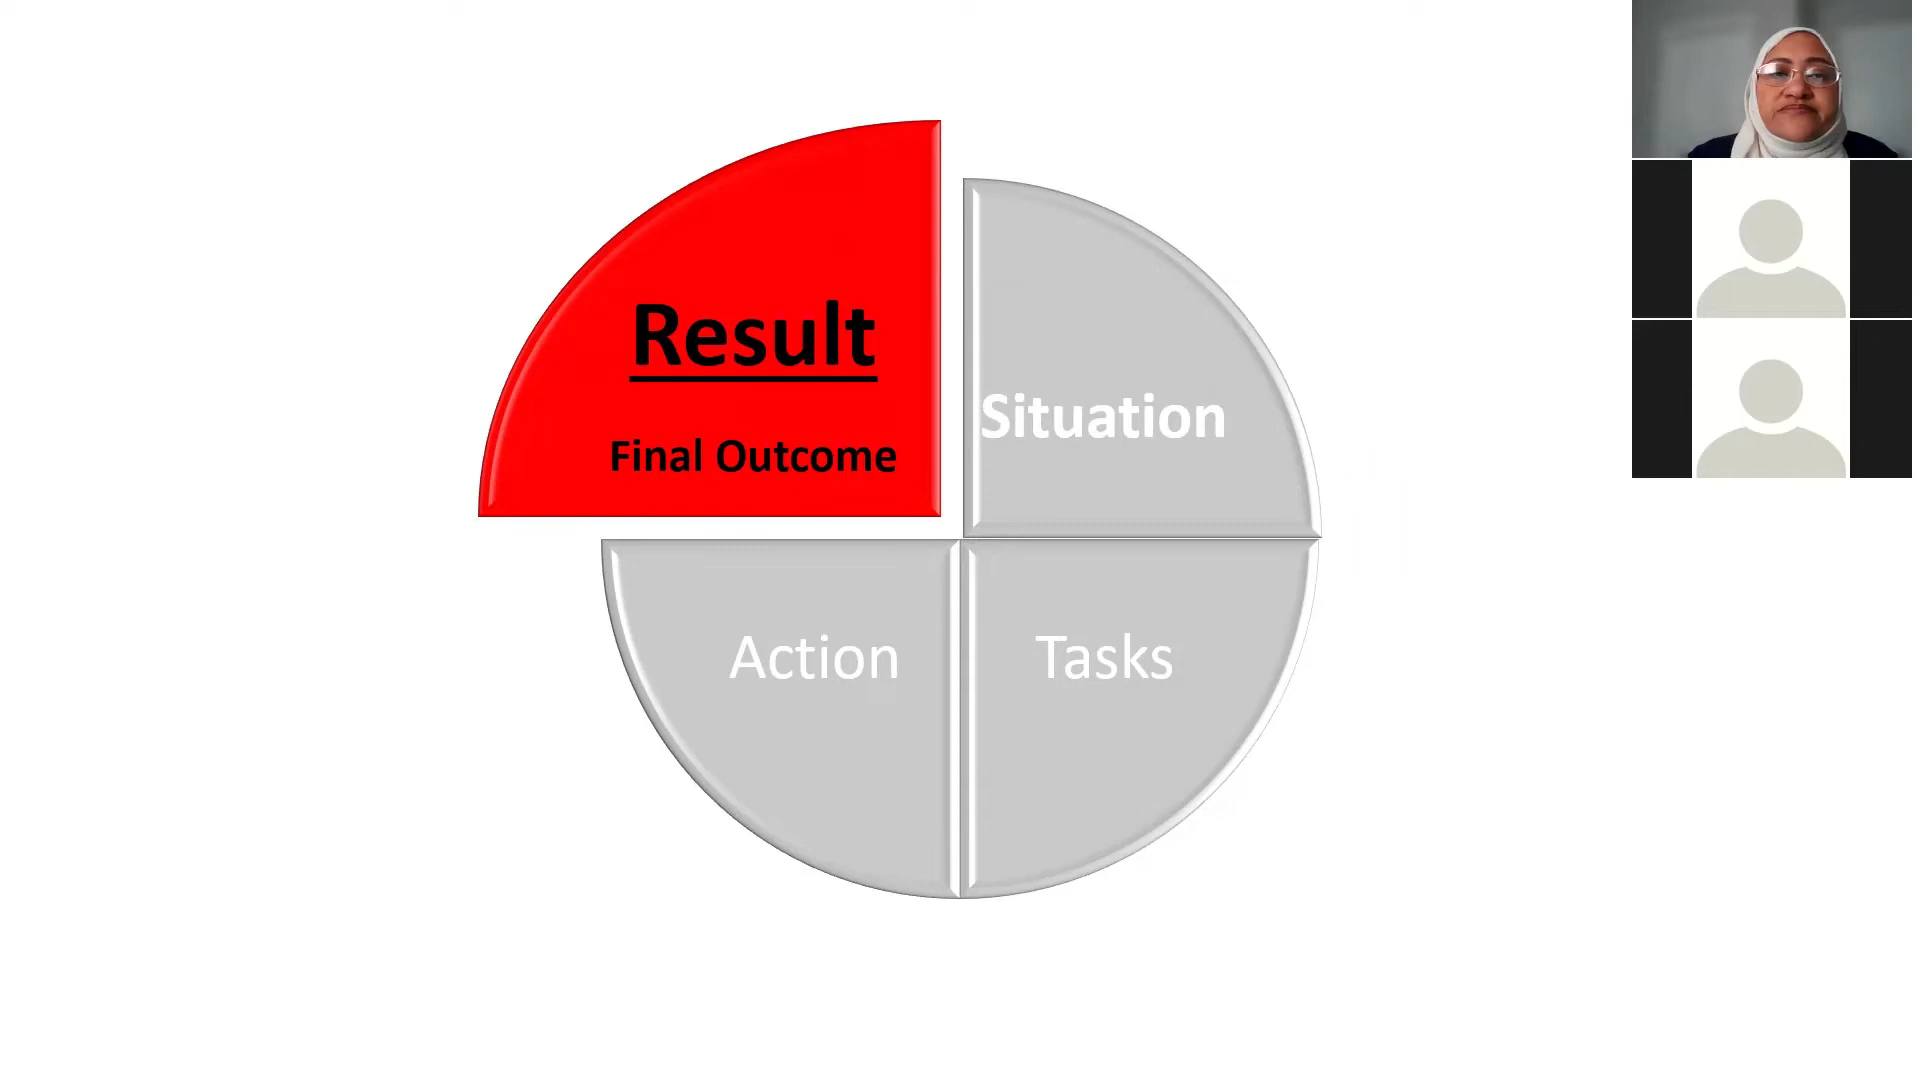 Result
Final Outcome
Situation
Action
Tasks